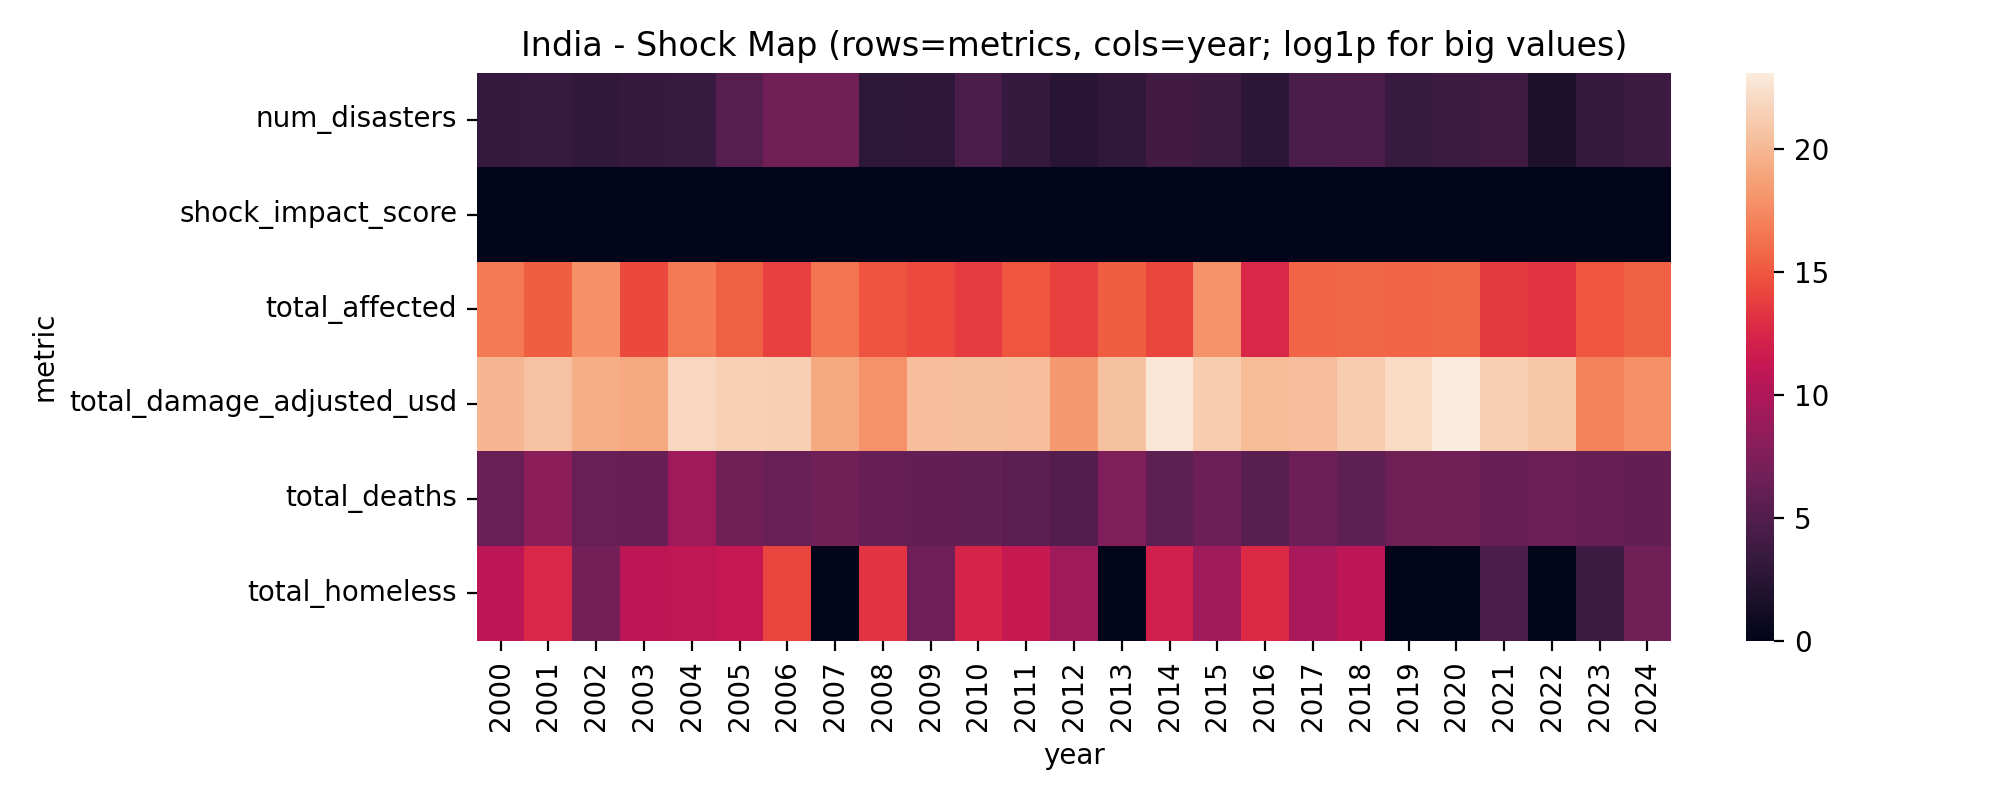 India - Shock Map (rows=metrics, cols=year; log1p for big values)
num_disasters
shock_impact_score
total_affected
total_damage_adjusted_usd
total_deaths
total_homeless
metric
2000 2001 2002 2003 2004 2005 2006 2007 2008 2009 2010 2011 2012 2013 2014 2015 2016 2017 2018 2019 2020 2021 2022 2023 2024
year
20
15
10
5
0